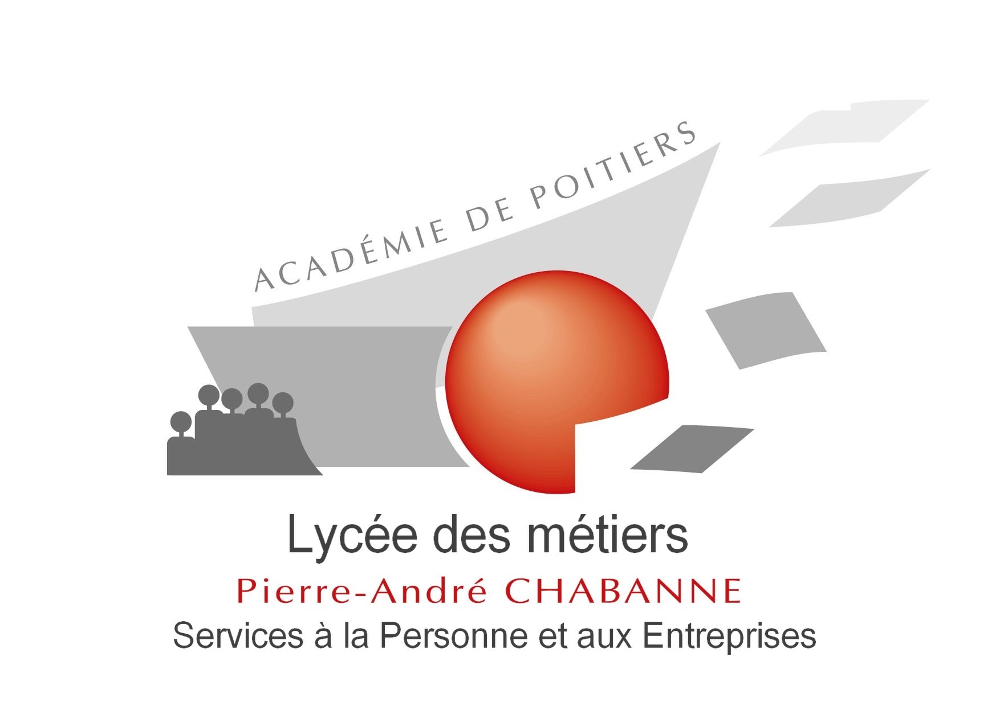 ACADÉMIE DE POITIERS
Lycée des métiers
Pierre-André CHABANNE
Services à la Personne et aux Entreprises